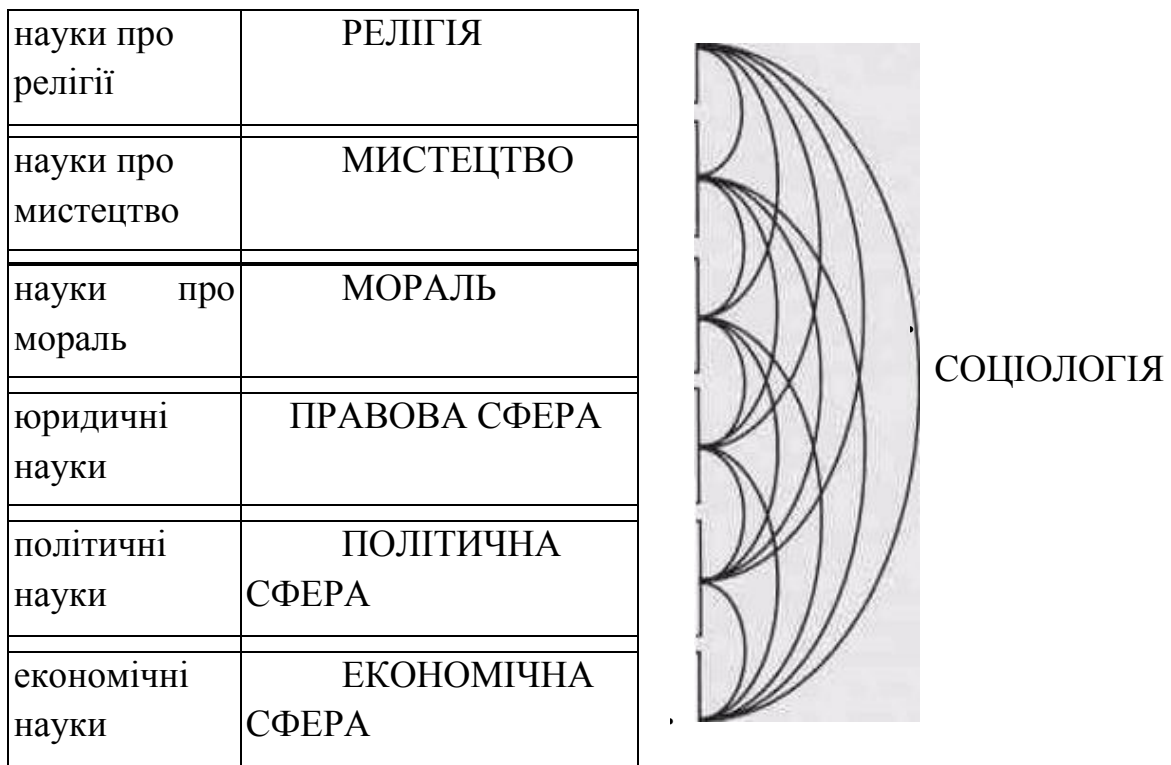 науки про
релігії
РЕЛІГІЯ
науки про
мистецтво
МИСТЕЦТВО
науки про
мораль
МОРАЛЬ
юридичні
науки
ПРАВОВА СФЕРА
політичні
науки
ПОЛІТИЧНА
СФЕРА
економічні
науки
ЕКОНОМІЧНА
СФЕРА
СОЦІОЛОГІЯ